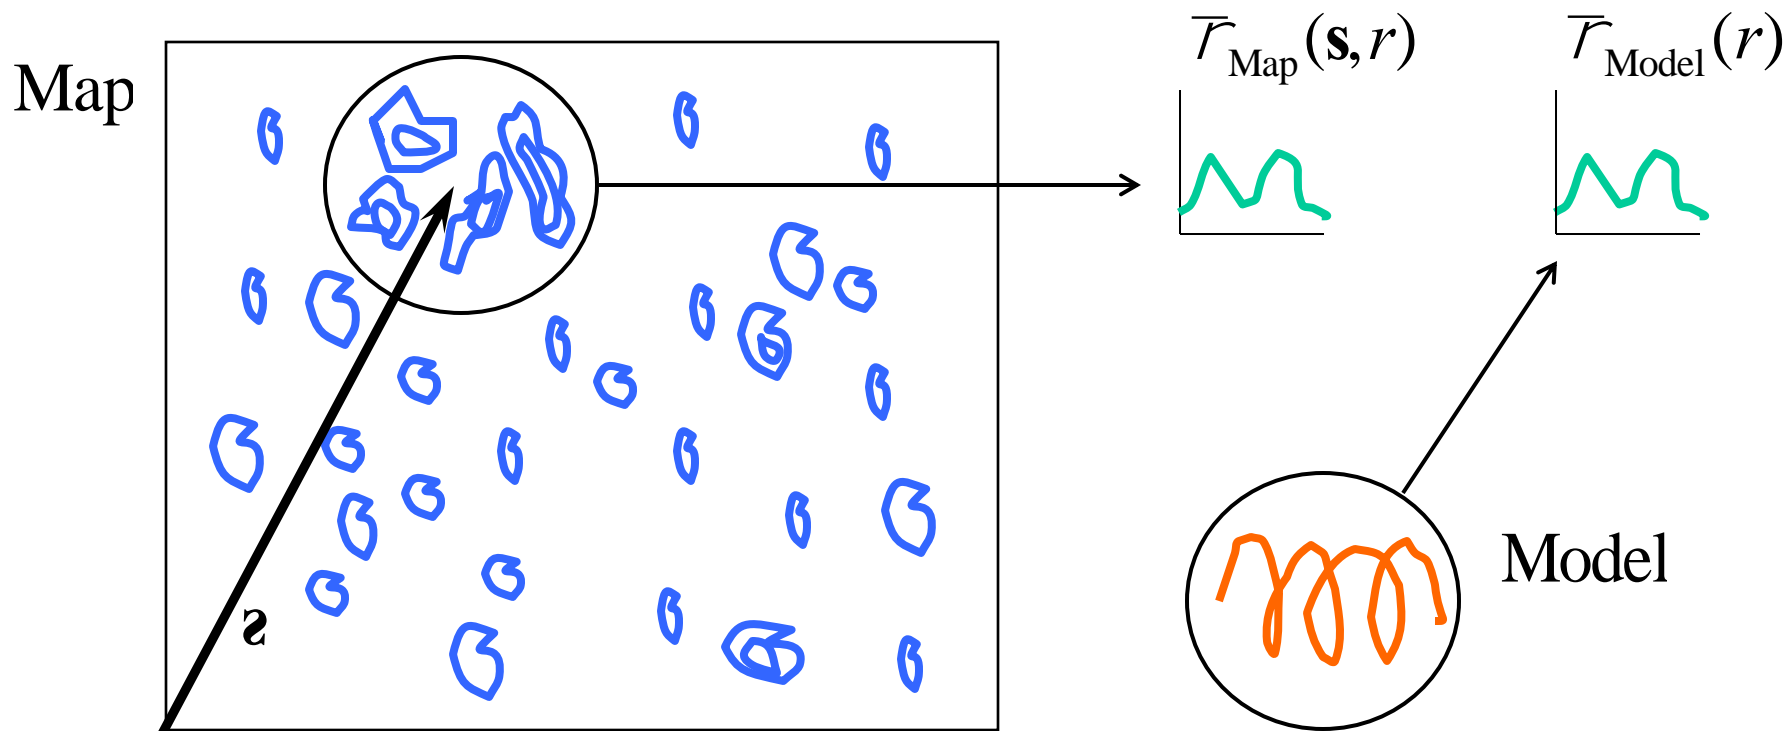 Map
r̅ Map (s, r)
r̅ Model (r)
s
Model